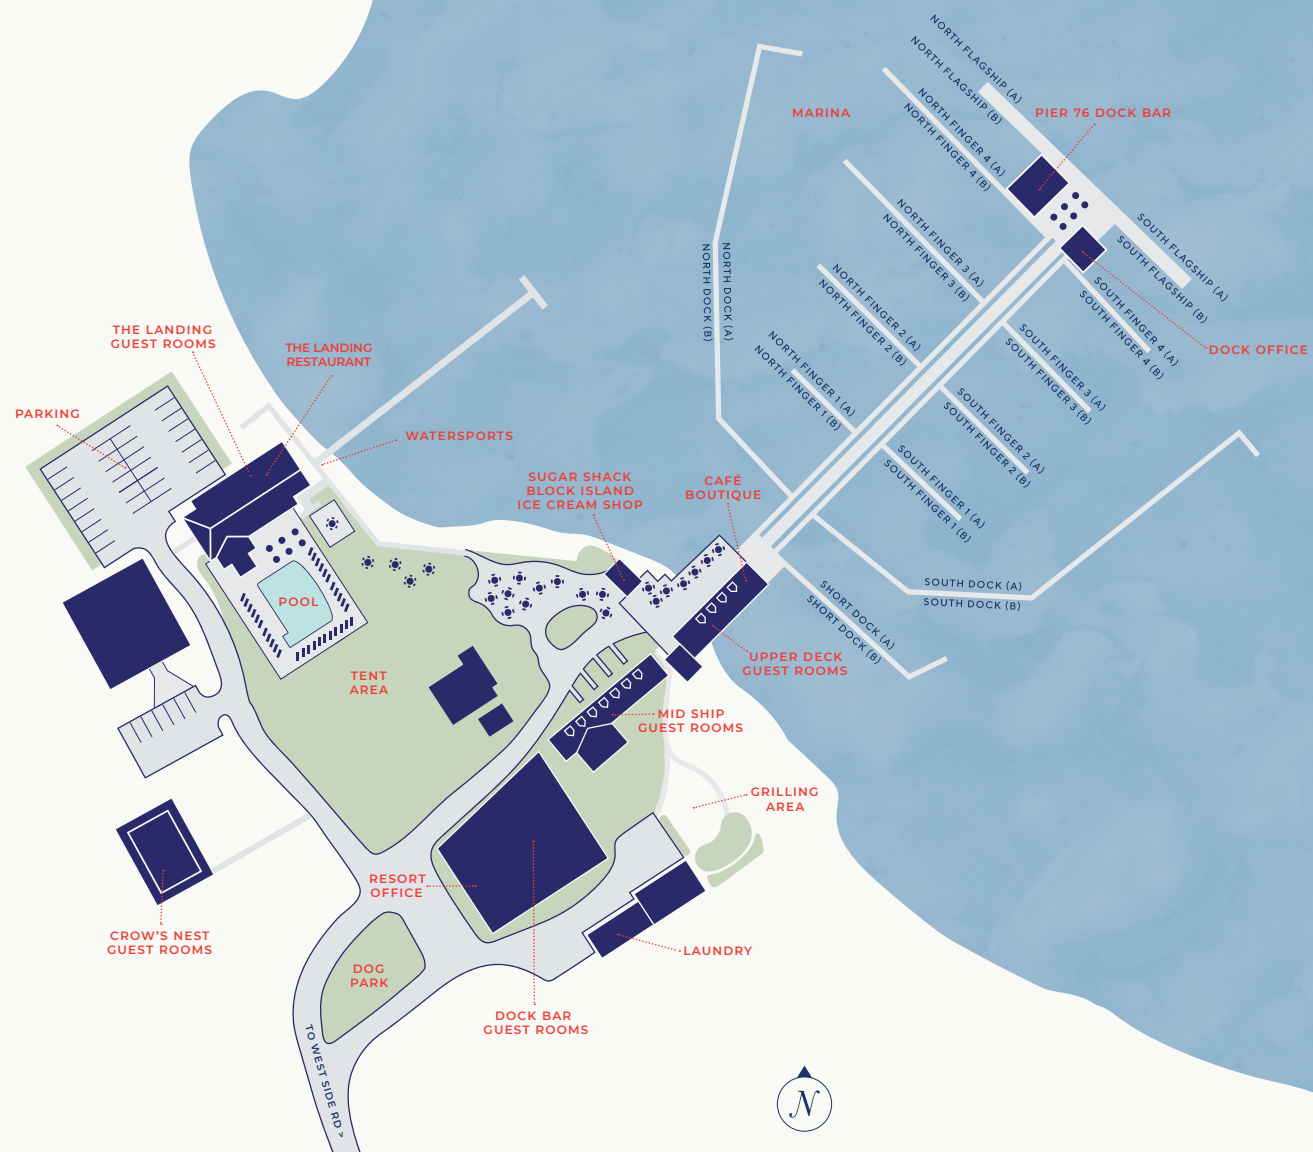 NORTH FLAGSHIP (A)
NORTH FLAGSHIP (B)
MARINA
PIER 76 DOCK BAR
NORTH FINGER 4 (A)
NORTH FINGER 4 (B)
NORTH FINGER 3 (A)
NORTH FINGER 3 (B)
SOUTH FLAGSHIP (A)
SOUTH FLAGSHIP (B)
NORTH DOCK (A)
NORTH DOCK (B)
NORTH FINGER 2 (A)
NORTH FINGER 2 (B)
SOUTH FINGER 4 (A)
SOUTH FINGER 4 (B)
DOCK OFFICE
NORTH FINGER 1 (A)
NORTH FINGER 1 (B)
SOUTH FINGER 3 (A)
SOUTH FINGER 3 (B)
SOUTH FINGER 2 (A)
SOUTH FINGER 2 (B)
SOUTH FINGER 1 (A)
SOUTH FINGER 1 (B)
THE LANDING
GUEST ROOMS
THE LANDING
RESTAURANT
PARKING
WATERSPORTS
SUGAR SHACK
BLOCK ISLAND
ICE CREAM SHOP
CAFÉ
BOUTIQUE
SOUTH DOCK (A)
SOUTH DOCK (B)
SHORT DOCK (A)
SHORT DOCK (B)
POOL
TENT
AREA
UPPER DECK
GUEST ROOMS
MID SHIP
GUEST ROOMS
GRILLING
AREA
RESORT
OFFICE
CROW'S NEST
GUEST ROOMS
LAUNDRY
DOG
PARK
DOCK BAR
GUEST ROOMS
TO WEST SIDE RD >
N